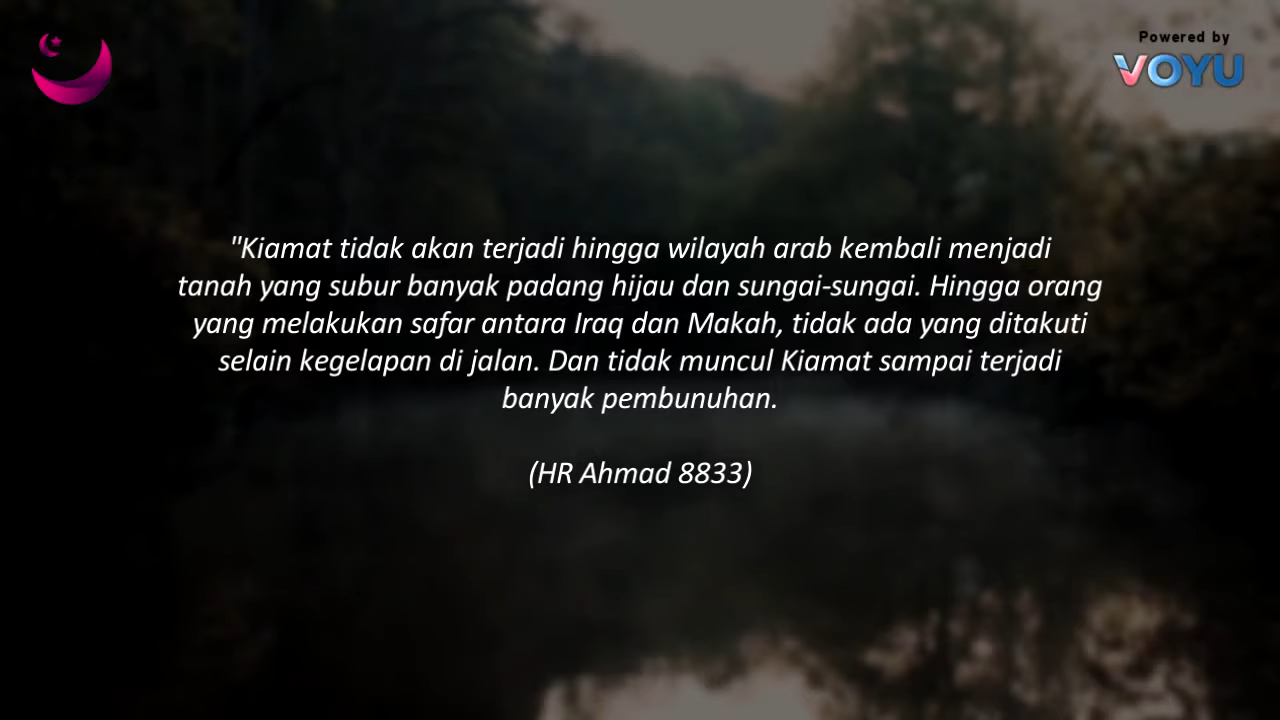 Powered by
VOYU
"Kiamat tidak akan terjadi hingga wilayah arab kembali menjadi
tanah yang subur banyak padang hijau dan sungai-sungai. Hingga orang
yang melakukan safar antara Iraq dan Makah, tidak ada yang ditakuti
selain kegelapan di jalan. Dan tidak muncul Kiamat sampai terjadi
banyak pembunuhan.
(HR Ahmad 8833)